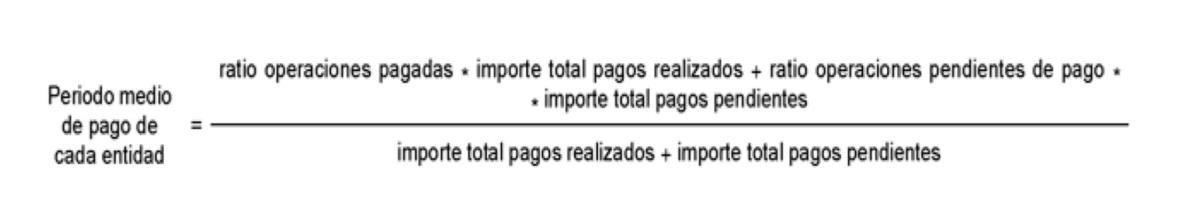 ratio operaciones pagadas * importe total pagos realizados + ratio operaciones pendientes de pago *
* importe total pagos pendientes
Periodo medio
de pago de
cada entidad
=
importe total pagos realizados + importe total pagos pendientes